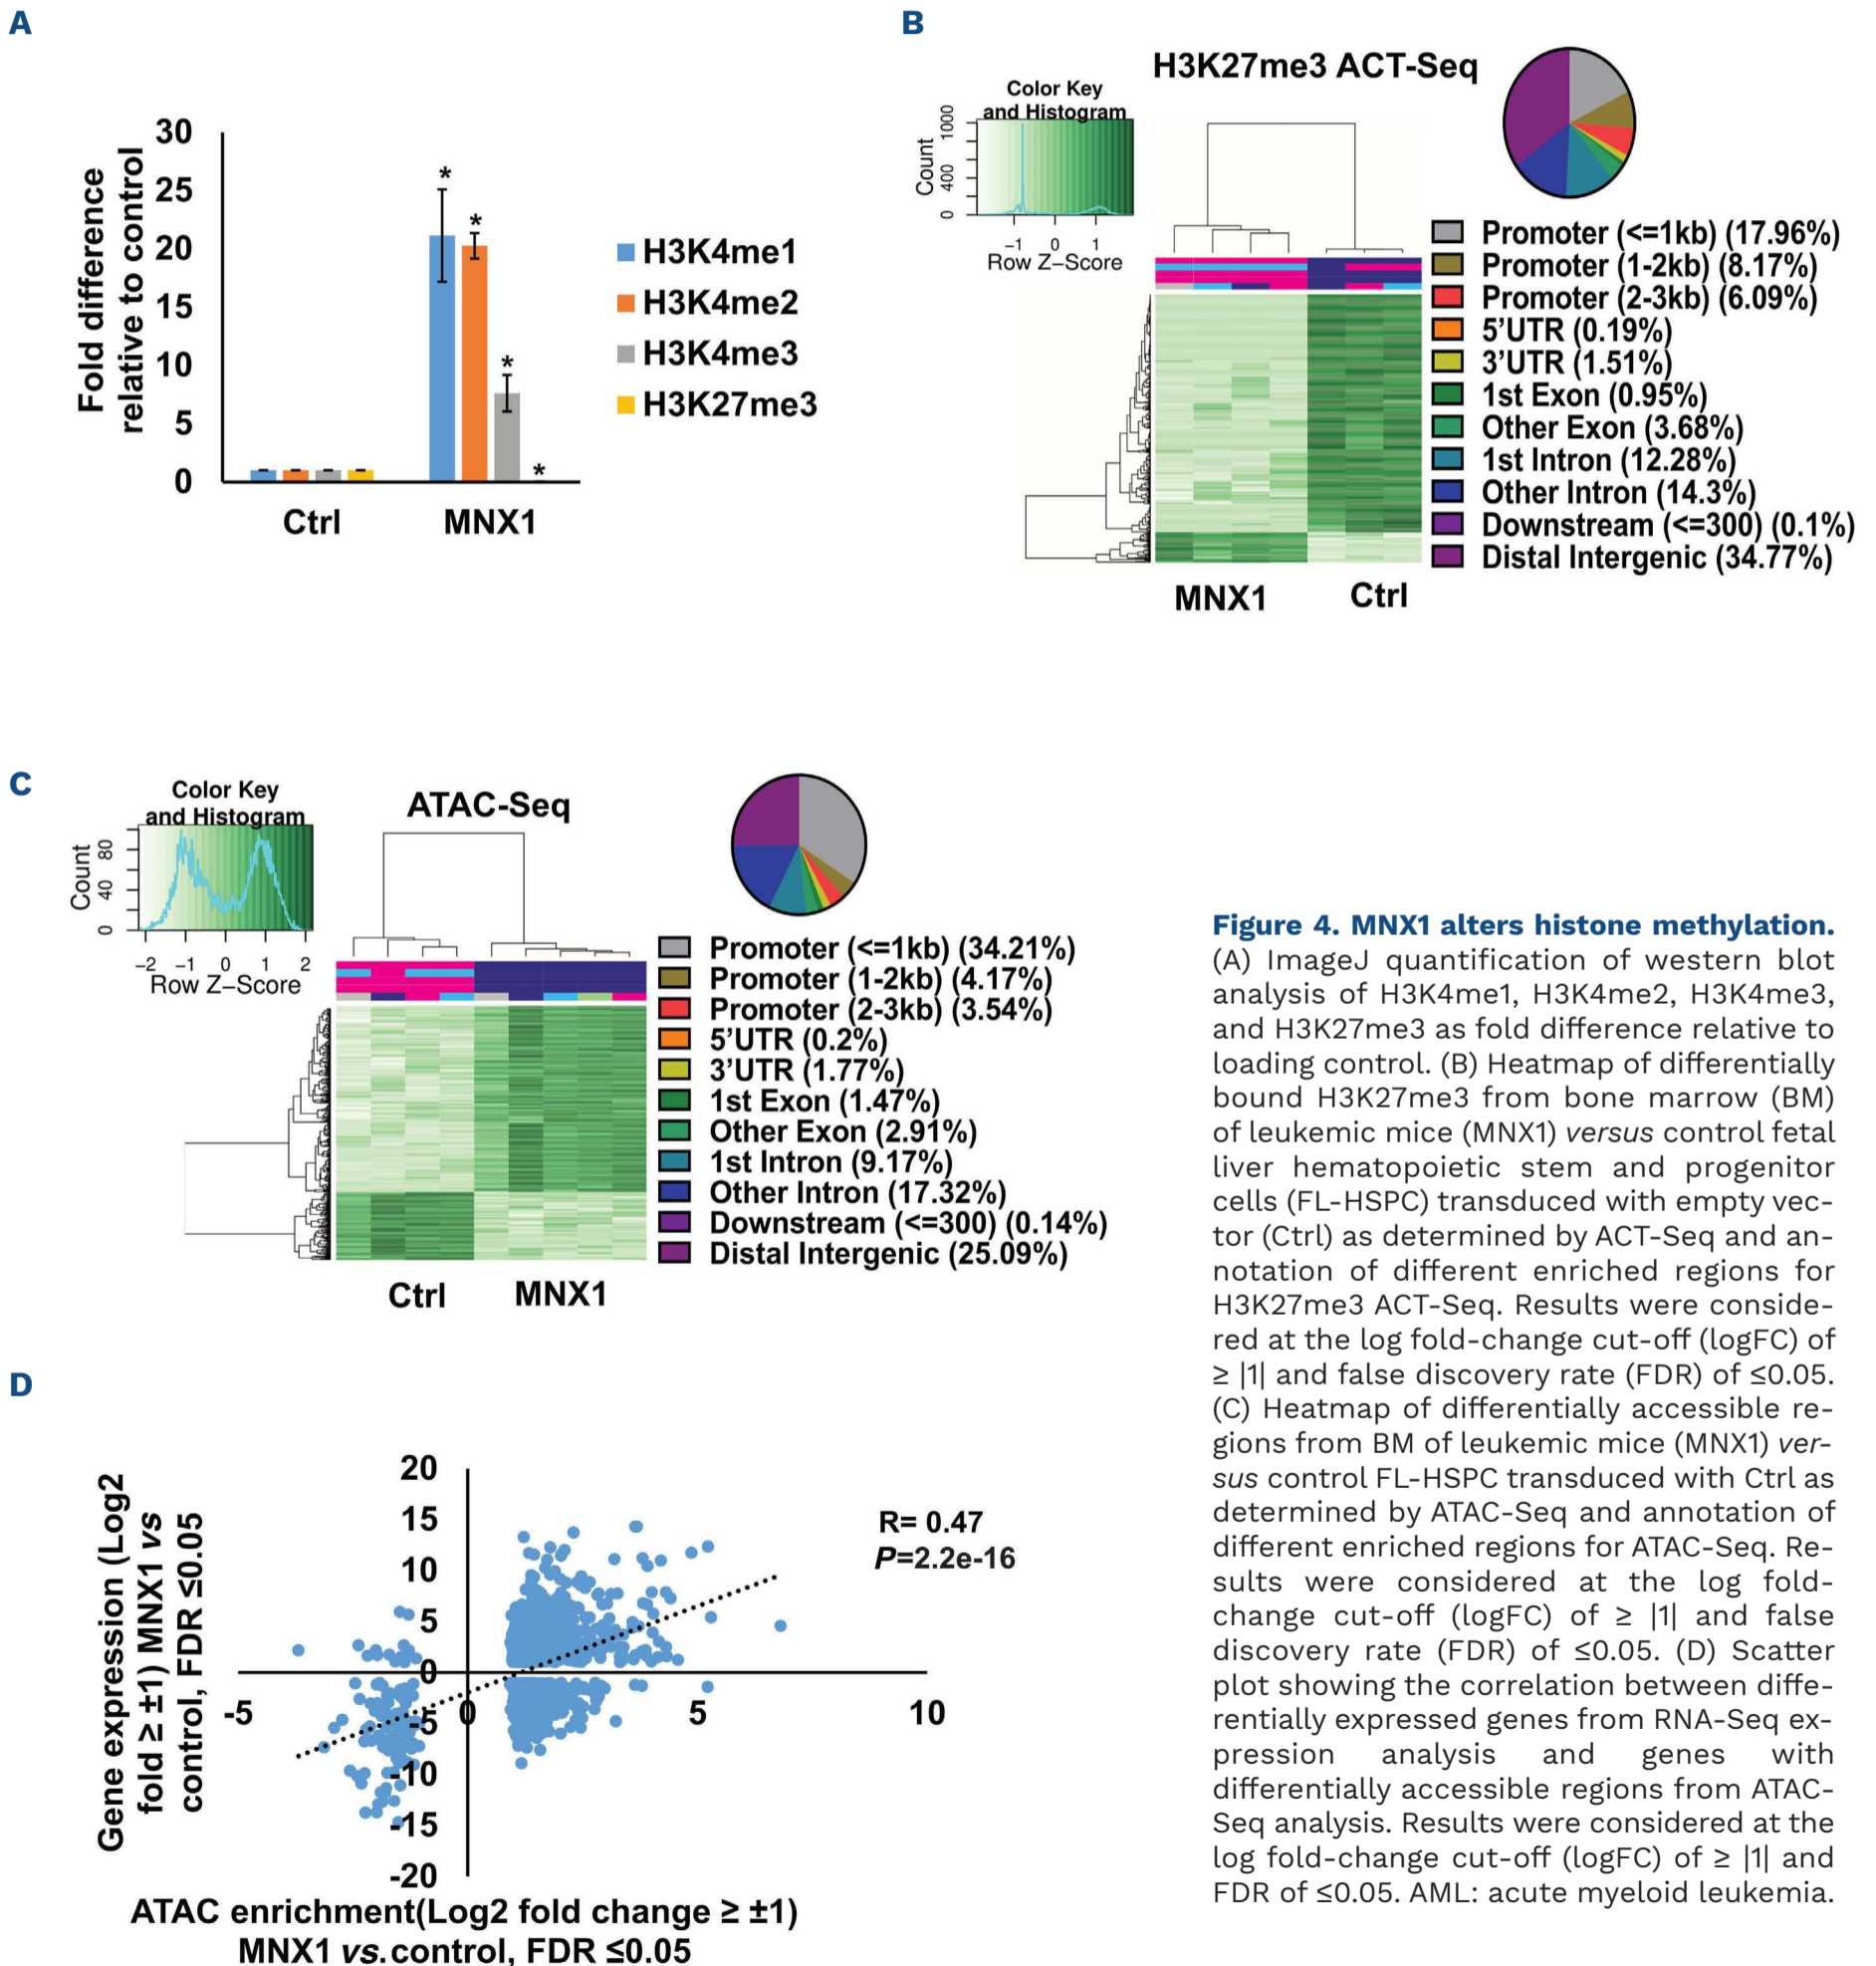 A
Fold difference
relative to control
30
25
20
15
10
5
0
*
*
*
*
Ctrl
MNX1
H3K4me1
H3K4me2
H3K4me3
H3K27me3
B
H3K27me3 ACT-Seq
Color Key
and Histogram
Count
0 400 1000
−1 0 1
Row Z−Score
MNX1
Ctrl
Promoter (<=1kb) (17.96%)
Promoter (1-2kb) (8.17%)
Promoter (2-3kb) (6.09%)
5’UTR (0.19%)
3’UTR (1.51%)
1st Exon (0.95%)
Other Exon (3.68%)
1st Intron (12.28%)
Other Intron (14.3%)
Downstream (<=300) (0.1%)
Distal Intergenic (34.77%)
C
Color Key
and Histogram
Count
0 40 80
−2 −1 0 1 2
Row Z−Score
ATAC-Seq
Ctrl
MNX1
Promoter (<=1kb) (34.21%)
Promoter (1-2kb) (4.17%)
Promoter (2-3kb) (3.54%)
5’UTR (0.2%)
3’UTR (1.77%)
1st Exon (1.47%)
Other Exon (2.91%)
1st Intron (9.17%)
Other Intron (17.32%)
Downstream (<=300) (0.14%)
Distal Intergenic (25.09%)
D
Gene expression (Log2
fold ≥ ±1) MNX1 vs
control, FDR ≤0.05
20
15
10
5
0
-5
-10
-15
-20
-5 0 5 10
R= 0.47
P=2.2e-16
ATAC enrichment(Log2 fold change ≥ ±1)
MNX1 vs. control, FDR ≤0.05
Figure 4. MNX1 alters histone methylation.
(A) ImageJ quantification of western blot
analysis of H3K4me1, H3K4me2, H3K4me3,
and H3K27me3 as fold difference relative to
loading control. (B) Heatmap of differentially
bound H3K27me3 from bone marrow (BM)
of leukemic mice (MNX1) versus control fetal
liver hematopoietic stem and progenitor
cells (FL-HSPC) transduced with empty vec-
tor (Ctrl) as determined by ACT-Seq and an-
notation of different enriched regions for
H3K27me3 ACT-Seq. Results were conside-
red at the log fold-change cut-off (logFC) of
≥ |1| and false discovery rate (FDR) of ≤0.05.
(C) Heatmap of differentially accessible re-
gions from BM of leukemic mice (MNX1) ver-
sus control FL-HSPC transduced with Ctrl as
determined by ATAC-Seq and annotation of
different enriched regions for ATAC-Seq. Re-
sults were considered at the log fold-
change cut-off (logFC) of ≥ |1| and false
discovery rate (FDR) of ≤0.05. (D) Scatter
plot showing the correlation between diffe-
rentially expressed genes from RNA-Seq ex-
pression analysis and genes with
differentially accessible regions from ATAC-
Seq analysis. Results were considered at the
log fold-change cut-off (logFC) of ≥ |1| and
FDR of ≤0.05. AML: acute myeloid leukemia.